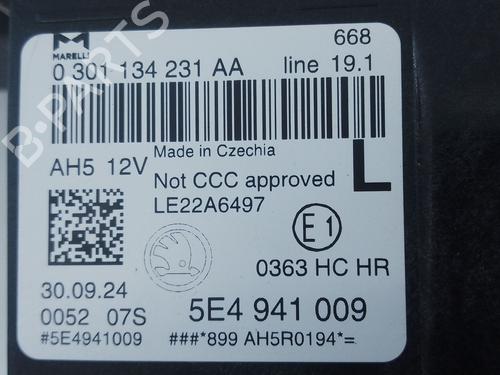 MARELLI
668
0 301 134 231 AA line 19.1
AH5 12V
Made in Czechia
Not CCC approved
L
LE22A6497
E1
0363 HC HR
30.09.24
5E4 941 009
0052 07S
#5E4941009
###*899 AH5R0194*=
B-PARTS